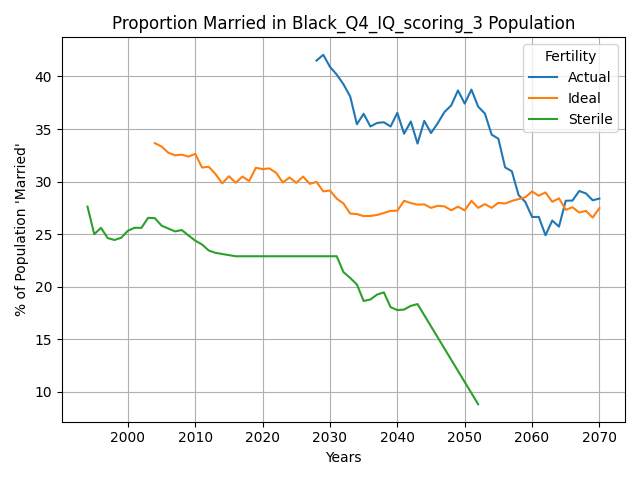 Proportion Married in Black_Q4_IQ_scoring_3 Population
Fertility
Actual
Ideal
Sterile
% of Population 'Married'
40
35
30
25
20
15
10
2000
2010
2020
2030
2040
2050
2060
2070
Years